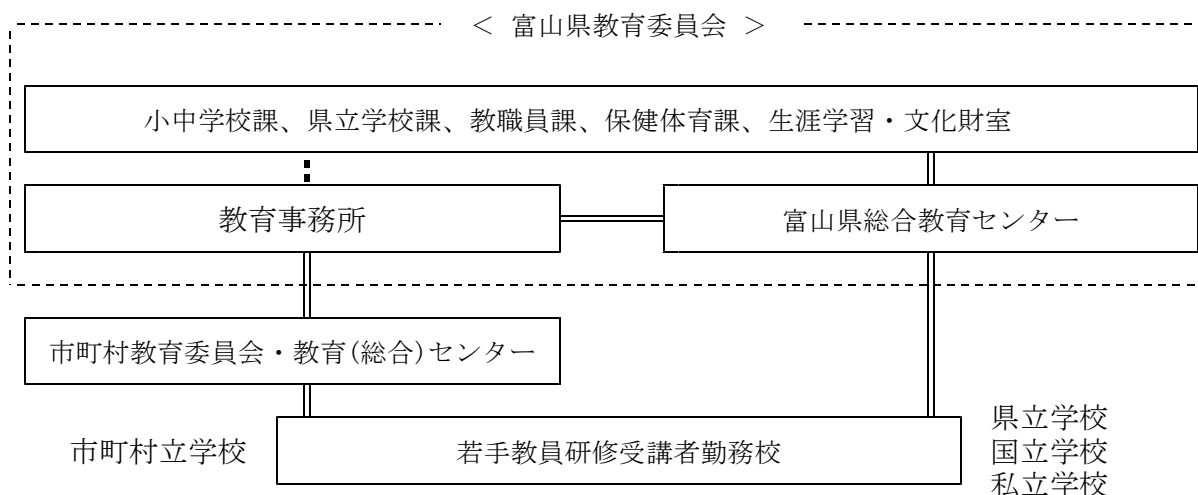 < 富山県教育委員会 >
小中学校課、県立学校課、教職員課、保健体育課、生涯学習・文化財室
教育事務所
富山県総合教育センター
市町村教育委員会・教育(総合)センター
市町村立学校
若手教員研修受講者勤務校
県立学校
国立学校
私立学校